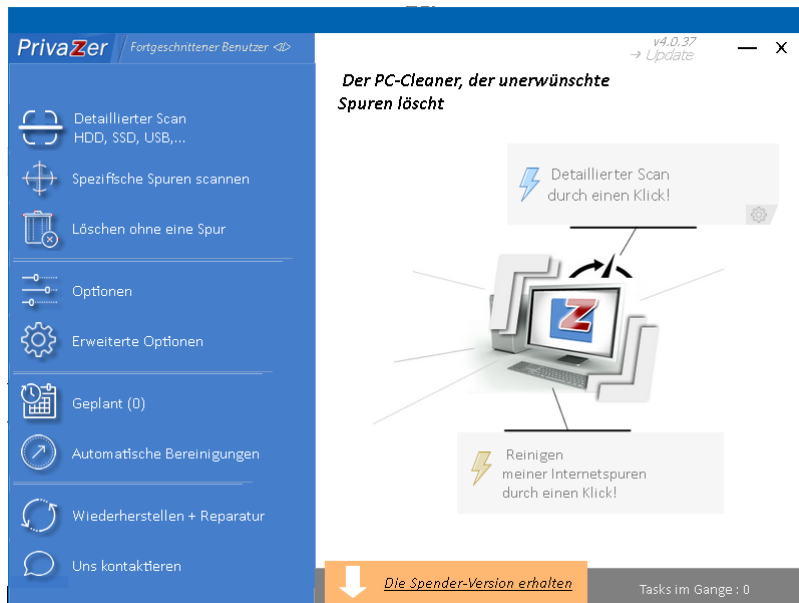 PrivaZer
Fortgeschrittener Benutzer
v4.0.37
→ Update
Der PC-Cleaner, der unerwünschte
Spuren löscht
Detaillierter Scan
HDD, SSD, USB,...
Spezifische Spuren scannen
Löschen ohne eine Spur
Optionen
Erweiterte Optionen
Geplant (0)
Automatische Bereinigungen
Wiederherstellen + Reparatur
Uns kontaktieren
Detaillierter Scan
durch einen Klick!
Z
Reinigen
meiner Internetspuren
durch einen Klick!
Die Spender-Version erhalten
Tasks im Gange : 0